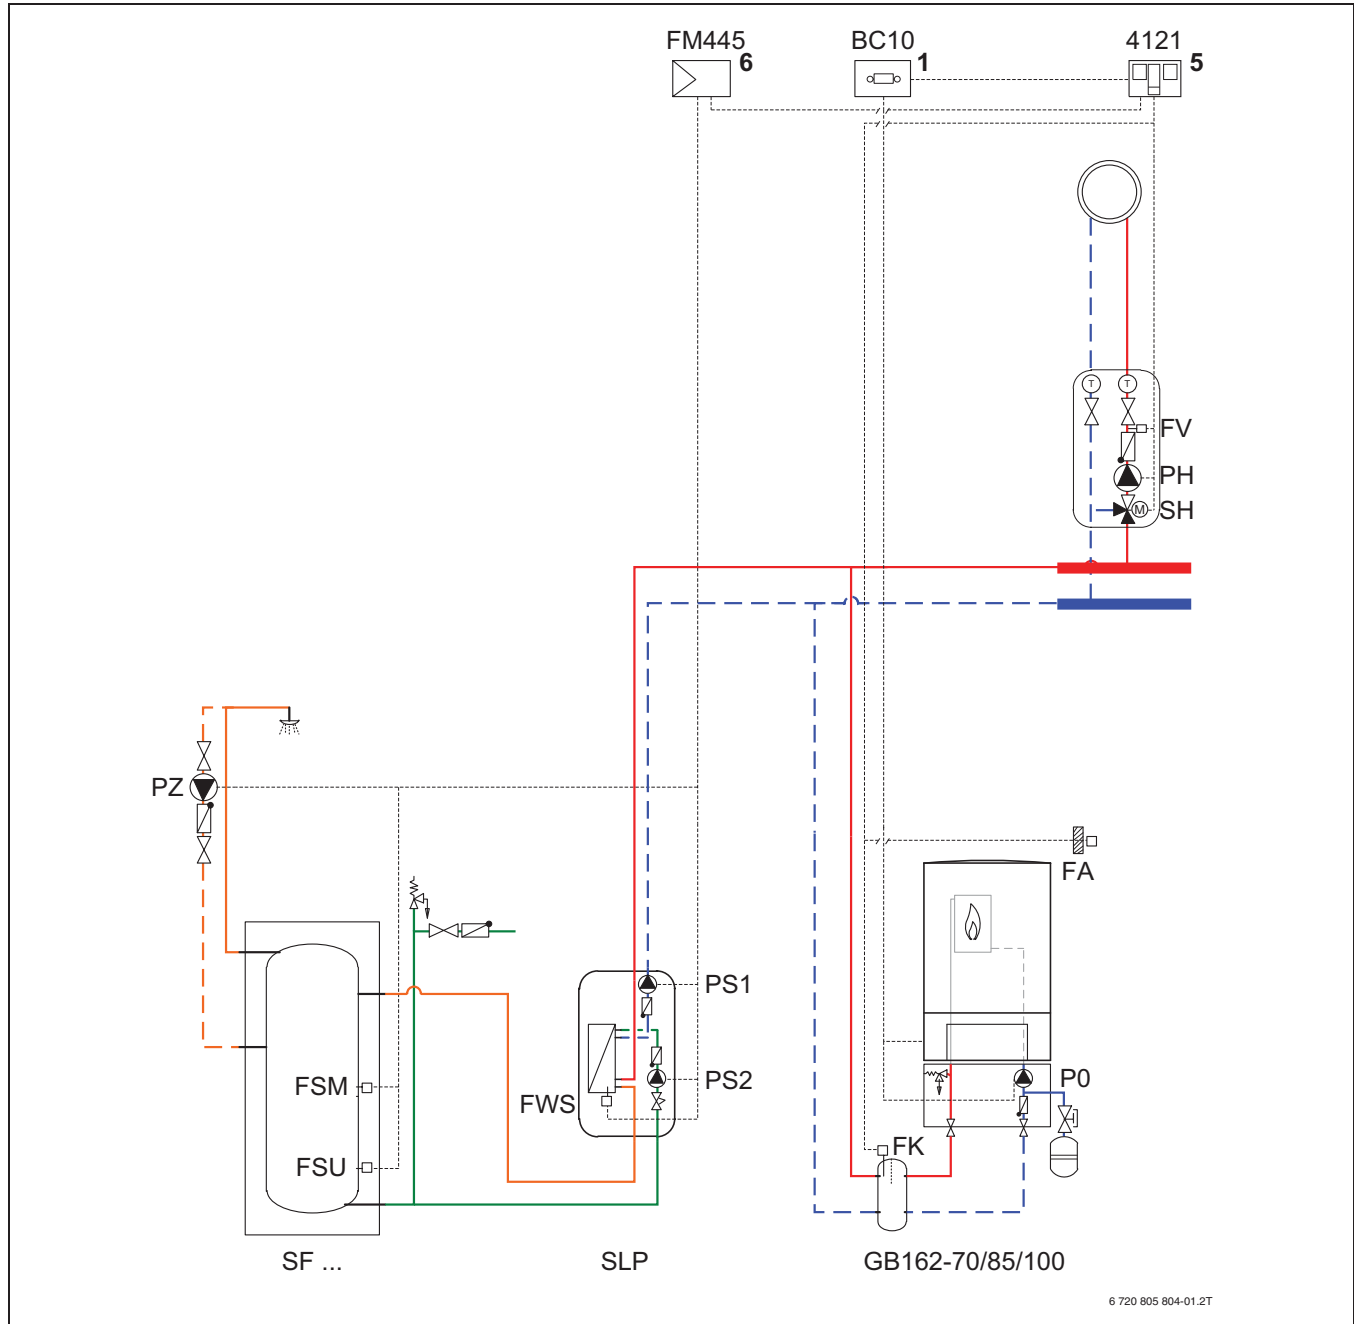 FM445 BC10 4121
6 1 5
T T
FV
PH
M SH
PZ
FA
PS1
FSM
FWS
PS2
P0
FSU
FK
SF ... SLP GB162-70/85/100
6 720 805 804-01.2T